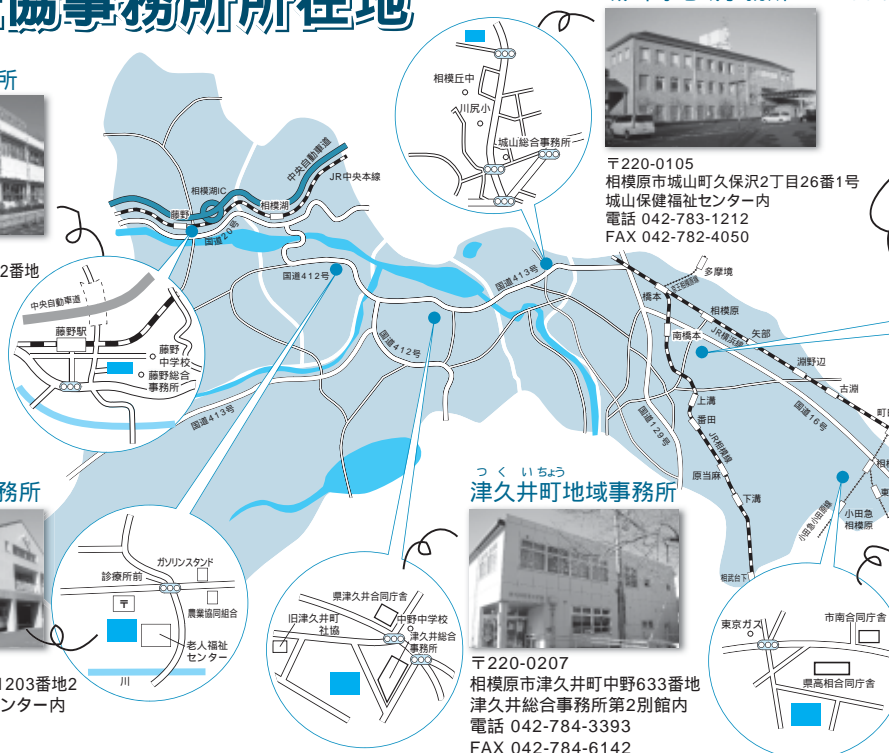 協事務所所在地
所
2番地
〒220-0105
相模原市城山町久保沢2丁目26番1号
城山保健福祉センター内
電話 042-783-1212
FAX 042-782-4050
相模丘中
川尻小
城山総合事務所
中央自動車道
JR中央本線
相模湖IC
藤野
相模湖
国道20号
国道412号
国道413号
国道412号
国道413号
多摩境
橋本
相模原
南橋本
JR横浜線
矢部
淵野辺
古淵
上溝
番田
国道129号
国道16号
JR相模線
原当麻
下溝
小田急小田原線
小田急
相模原
相武台下
中央自動車道
藤野駅
藤野
中学校
藤野総合
事務所
務所
1203番地2
ンター内
ガソリンスタンド
診療所前
〒
農業協同組合
老人福祉
センター
川
県津井合同庁舎
旧津久井町
社協
中野中学校
津久井総合
事務所
つくいちょう
津久井町地域事務所
〒220-0207
相模原市津久井町中野633番地
津久井総合事務所第2別館内
電話 042-784-3393
FAX 042-784-6142
東京ガス
市南合同庁舎
県高相合同庁舎